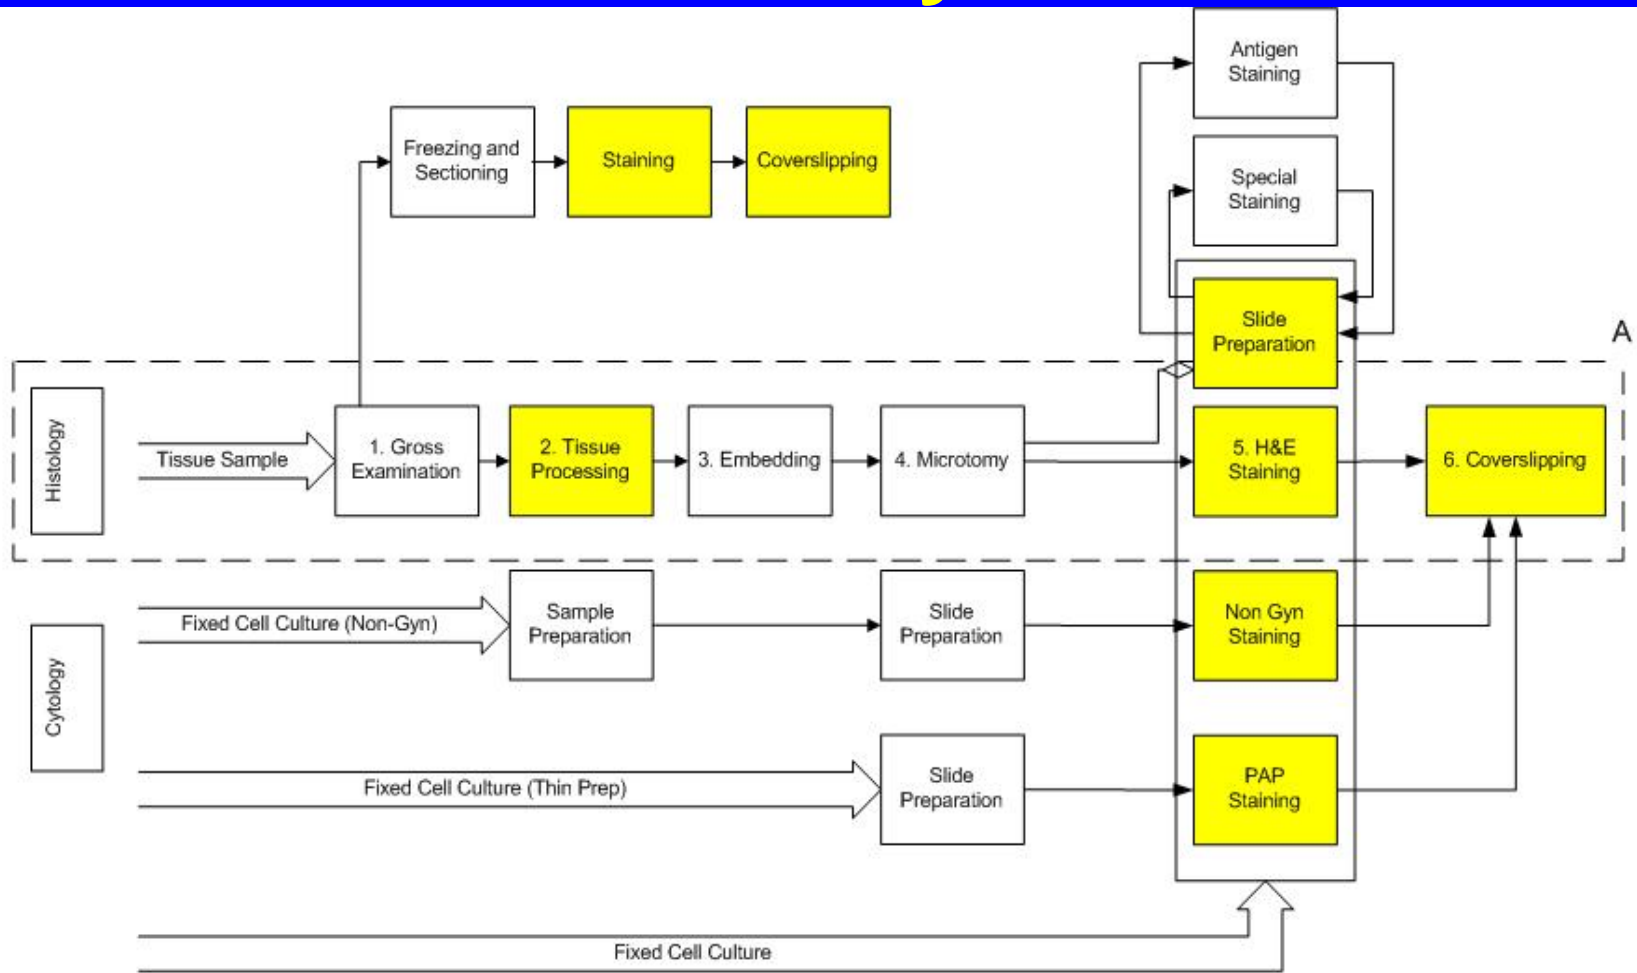 Antigen
Staining
Freezing and
Sectioning
Staining
Coverslipping
Special
Staining
Slide
Preparation
A
Histology
Tissue Sample
1. Gross
Examination
2. Tissue
Processing
3. Embedding
4. Microtomy
5. H&E
Staining
6. Coverslipping
Cytology
Fixed Cell Culture (Non-Gyn)
Sample
Preparation
Slide
Preparation
Non Gyn
Staining
Fixed Cell Culture (Thin Prep)
Slide
Preparation
PAP
Staining
Fixed Cell Culture